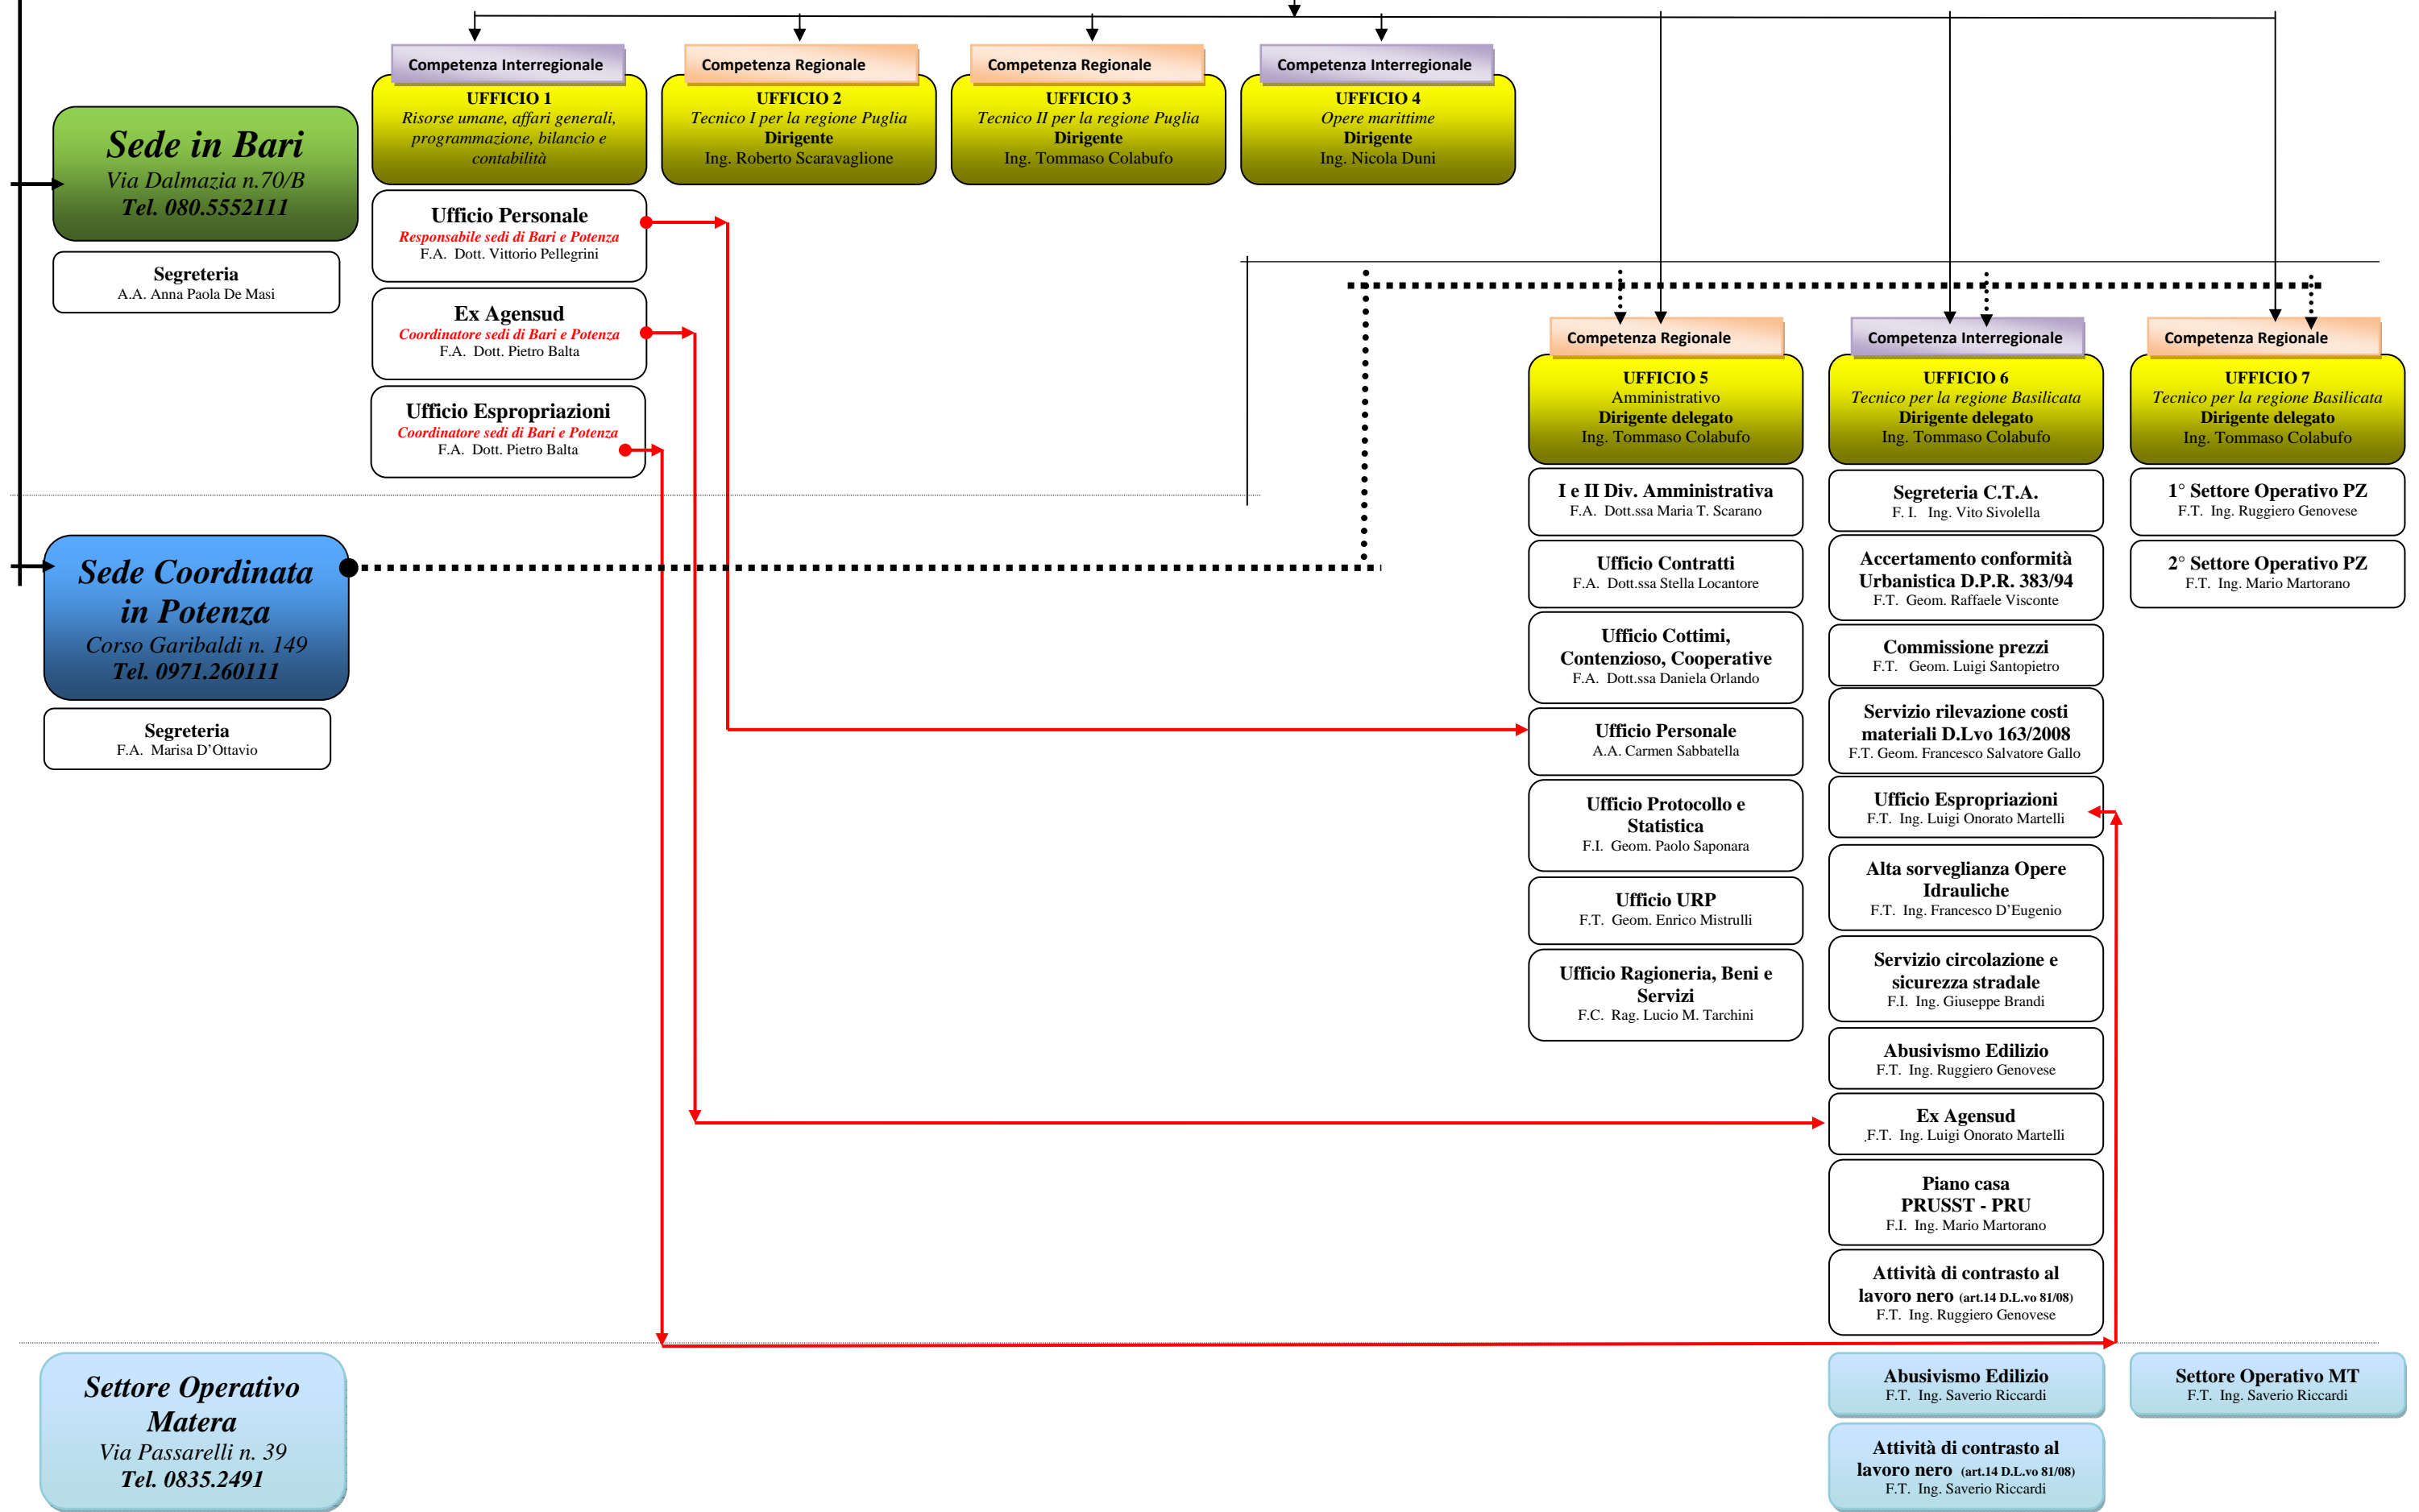 Sede in Bari
Via Dalmazia n.70/B
Tel. 080.5552111
Segreteria
A.A. Anna Paola De Masi
Competenza Interregionale
UFFICIO 1
Risorse umane, affari generali,
programmazione, bilancio e
contabilità
Ufficio Personale
Responsabile sedi di Bari e Potenza
F.A. Dott. Vittorio Pellegrini
Ex Agensud
Coordinatore sedi di Bari e Potenza
F.A. Dott. Pietro Balta
Ufficio Espropriazioni
Coordinatore sedi di Bari e Potenza
F.A. Dott. Pietro Balta
Competenza Regionale
UFFICIO 2
Tecnico I per la regione Puglia
Dirigente
Ing. Roberto Scaravaglione
Competenza Regionale
UFFICIO 3
Tecnico II per la regione Puglia
Dirigente
Ing. Tommaso Colabufo
Competenza Interregionale
UFFICIO 4
Opere marittime
Dirigente
Ing. Nicola Duni
Sede Coordinata
in Potenza
Corso Garibaldi n. 149
Tel. 0971.260111
Segreteria
F.A. Marisa D’Ottavio
Competenza Regionale
UFFICIO 5
Amministrativo
Dirigente delegato
Ing. Tommaso Colabufo
I e II Div. Amministrativa
F.A. Dott.ssa Maria T. Scarano
Ufficio Contratti
F.A. Dott.ssa Stella Locantore
Ufficio Cottimi,
Contenzioso, Cooperative
F.A. Dott.ssa Daniela Orlando
Ufficio Personale
A.A. Carmen Sabbatella
Ufficio Protocollo e
Statistica
F.I. Geom. Paolo Saponara
Ufficio URP
F.T. Geom. Enrico Mistrulli
Ufficio Ragioneria, Beni e
Servizi
F.C. Rag. Lucio M. Tarchini
Competenza Interregionale
UFFICIO 6
Tecnico per la regione Basilicata
Dirigente delegato
Ing. Tommaso Colabufo
Segreteria C.T.A.
F. I. Ing. Vito Sivolella
Accertamento conformità
Urbanistica D.P.R. 383/94
F.T. Geom. Raffaele Visconte
Commissione prezzi
F.T. Geom. Luigi Santopietro
Servizio rilevazione costi
materiali D.Lvo 163/2008
F.T. Geom. Francesco Salvatore Gallo
Ufficio Espropriazioni
F.T. Ing. Luigi Onorato Martelli
Alta sorveglianza Opere
Idrauliche
F.T. Ing. Francesco D’Eugenio
Servizio circolazione e
sicurezza stradale
F.I. Ing. Giuseppe Brandi
Abusivismo Edilizio
F.T. Ing. Ruggiero Genovese
Ex Agensud
.F.T. Ing. Luigi Onorato Martelli
Piano casa
PRUSST - PRU
F.I. Ing. Mario Martorano
Attività di contrasto al
lavoro nero (art.14 D.L.vo 81/08)
F.T. Ing. Ruggiero Genovese
Competenza Regionale
UFFICIO 7
Tecnico per la regione Basilicata
Dirigente delegato
Ing. Tommaso Colabufo
1° Settore Operativo PZ
F.T. Ing. Ruggiero Genovese
2° Settore Operativo PZ
F.T. Ing. Mario Martorano
Settore Operativo
Matera
Via Passarelli n. 39
Tel. 0835.2491
Abusivismo Edilizio
F.T. Ing. Saverio Riccardi
Attività di contrasto al
lavoro nero (art.14 D.L.vo 81/08)
F.T. Ing. Saverio Riccardi
Settore Operativo MT
F.T. Ing. Saverio Riccardi